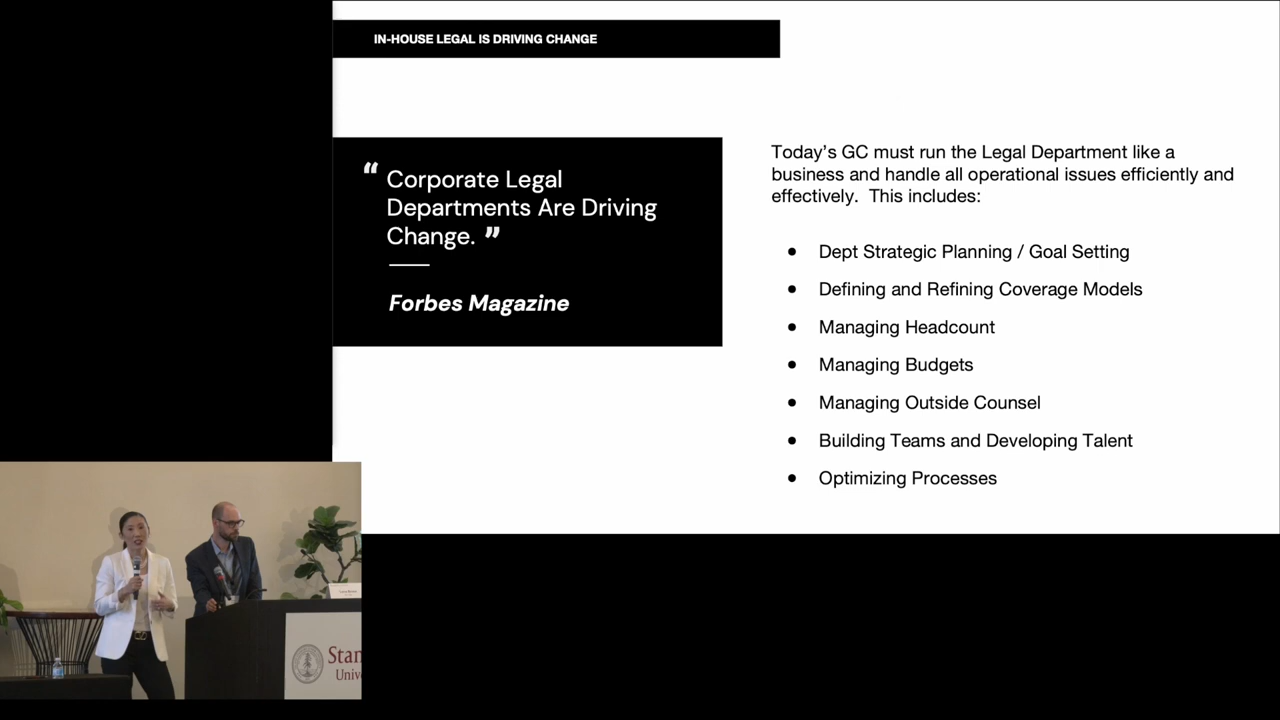 IN-HOUSE LEGAL IS DRIVING CHANGE
“ Corporate Legal
Departments Are Driving
Change. ”
Forbes Magazine
Today’s GC must run the Legal Department like a
business and handle all operational issues efficiently and
effectively. This includes:
● Dept Strategic Planning / Goal Setting
● Defining and Refining Coverage Models
● Managing Headcount
● Managing Budgets
● Managing Outside Counsel
● Building Teams and Developing Talent
● Optimizing Processes
Stan
Unive